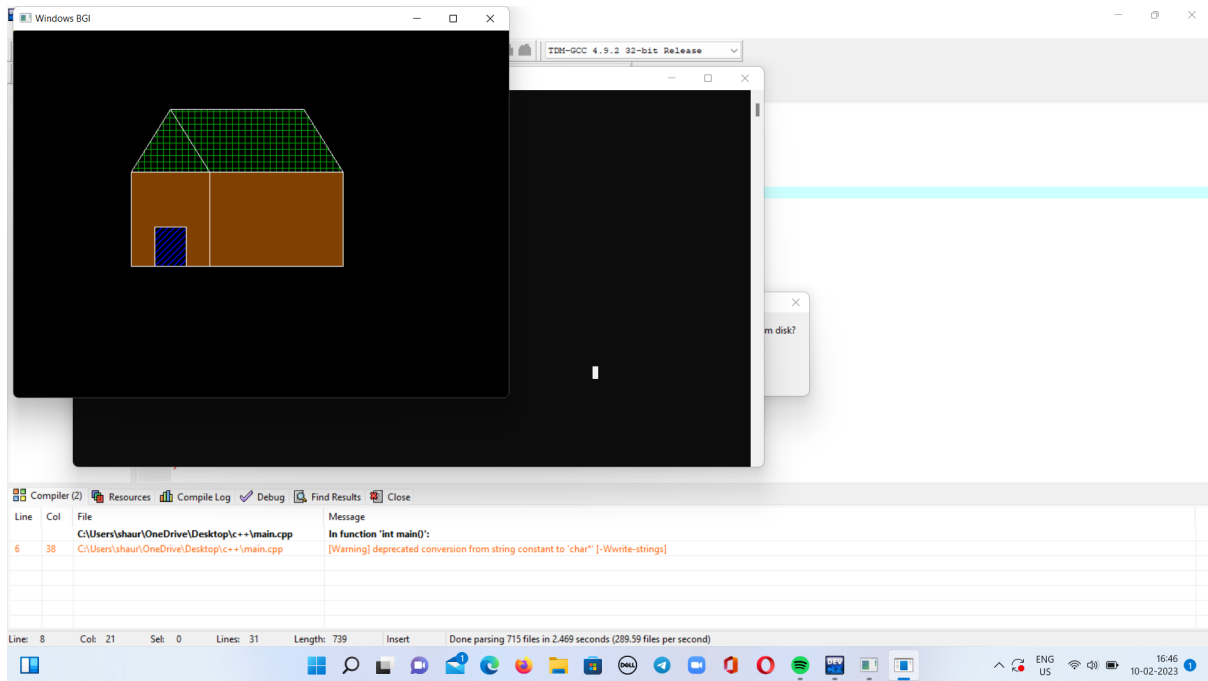 Windows BGI
TDM-GCC 4.9.2 32-bit Release
m disk?
Compiler (2) Resources Compile Log Debug Find Results Close
Line Col File Message
C:\Users\shaur\OneDrive\Desktop\c++\main.cpp In function 'int main()':
6 38 C:\Users\shaur\OneDrive\Desktop\c++\main.cpp [Warning] deprecated conversion from string constant to 'char*' [-Wwrite-strings]
Line: 8 Col: 21 Sel: 0 Lines: 31 Length: 739 Insert Done parsing 715 files in 2.469 seconds (289.59 files per second)
DELL 1 DEV ENG 16:46
US 10-02-2023 1